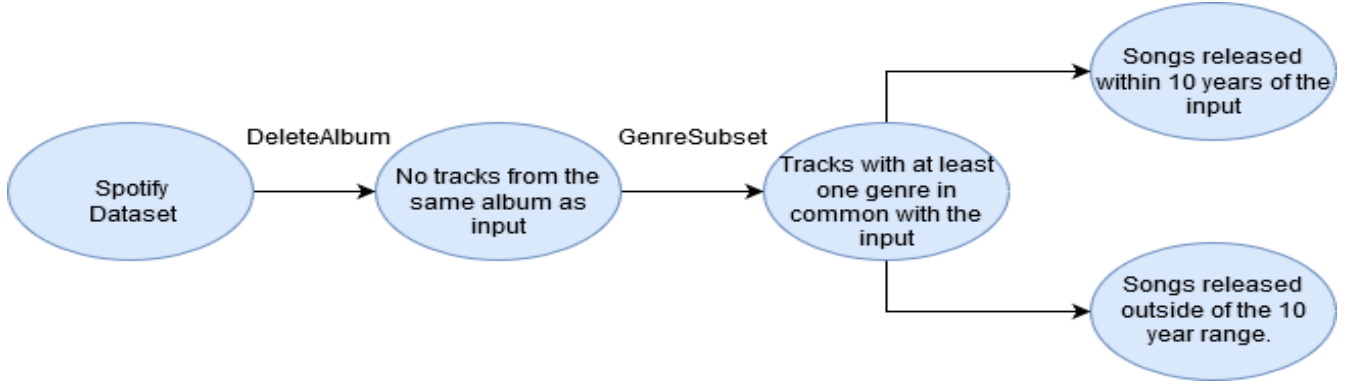 Spotify
Dataset
DeleteAlbum
No tracks from the
same album as
input
GenreSubset
Tracks with at least
one genre in
common with the
input
Songs released
within 10 years of the
input
Songs released
outside of the 10
year range.